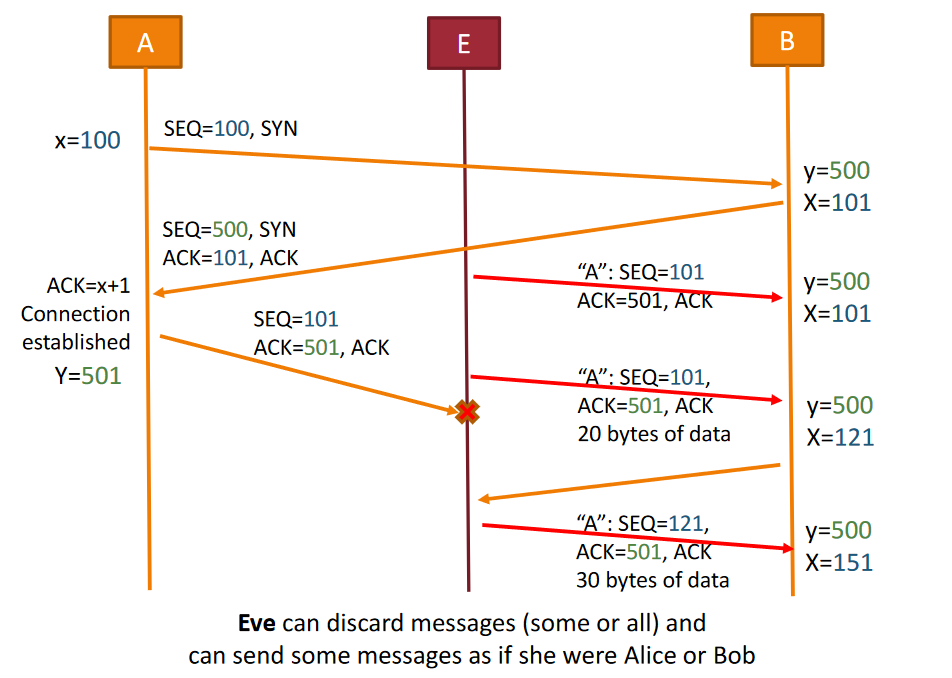 A
E
B
x=100
SEQ=100, SYN
y=500
X=101
SEQ=500, SYN
ACK=101, ACK
ACK=x+1
Connection
established
Y=501
"A": SEQ=101
ACK=501, ACK
y=500
X=101
SEQ=101
ACK=501, ACK
"A": SEQ=101,
ACK=501, ACK
20 bytes of data
y=500
X=121
"A": SEQ=121,
ACK=501, ACK
30 bytes of data
y=500
X=151
Eve can discard messages (some or all) and
can send some messages as if she were Alice or Bob